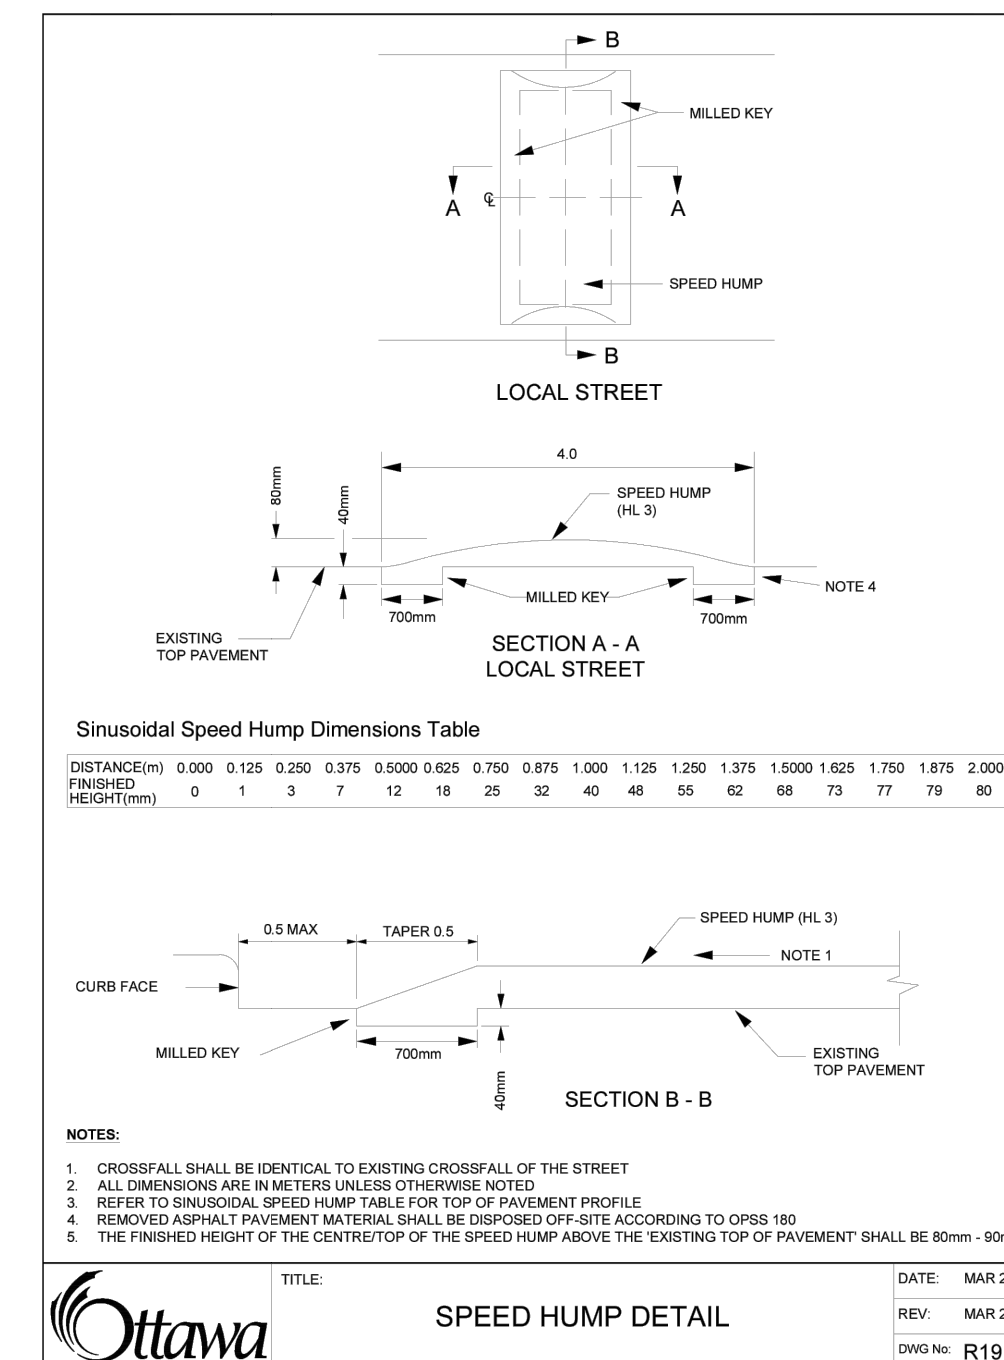 B
MILLED KEY
A
℄
A
SPEED HUMP
B
LOCAL STREET
4.0
80mm
40mm
SPEED HUMP
(HL 3)
MILLED KEY
NOTE 4
700mm
700mm
EXISTING
TOP PAVEMENT
SECTION A - A
LOCAL STREET
Sinusoidal Speed Hump Dimensions Table
DISTANCE(m) 0.000 0.125 0.250 0.375 0.5000 0.625 0.750 0.875 1.000 1.125 1.250 1.375 1.5000 1.625 1.750 1.875 2.000
FINISHED
HEIGHT(mm) 0 1 3 7 12 18 25 32 40 48 55 62 68 73 77 79 80
0.5 MAX
TAPER 0.5
SPEED HUMP (HL 3)
NOTE 1
CURB FACE
MILLED KEY
700mm
40mm
EXISTING
TOP PAVEMENT
SECTION B - B
NOTES:
1. CROSSFALL SHALL BE IDENTICAL TO EXISTING CROSSFALL OF THE STREET
2. ALL DIMENSIONS ARE IN METERS UNLESS OTHERWISE NOTED
3. REFER TO SINUSOIDAL SPEED HUMP TABLE FOR TOP OF PAVEMENT PROFILE
4. REMOVED ASPHALT PAVEMENT MATERIAL SHALL BE DISPOSED OFF-SITE ACCORDING TO OPSS 180
5. THE FINISHED HEIGHT OF THE CENTRE/TOP OF THE SPEED HUMP ABOVE THE 'EXISTING TOP OF PAVEMENT' SHALL BE 80mm -
Ottawa
TITLE:
SPEED HUMP DETAIL
DATE: MAR
REV: MAR
DWG No: R19